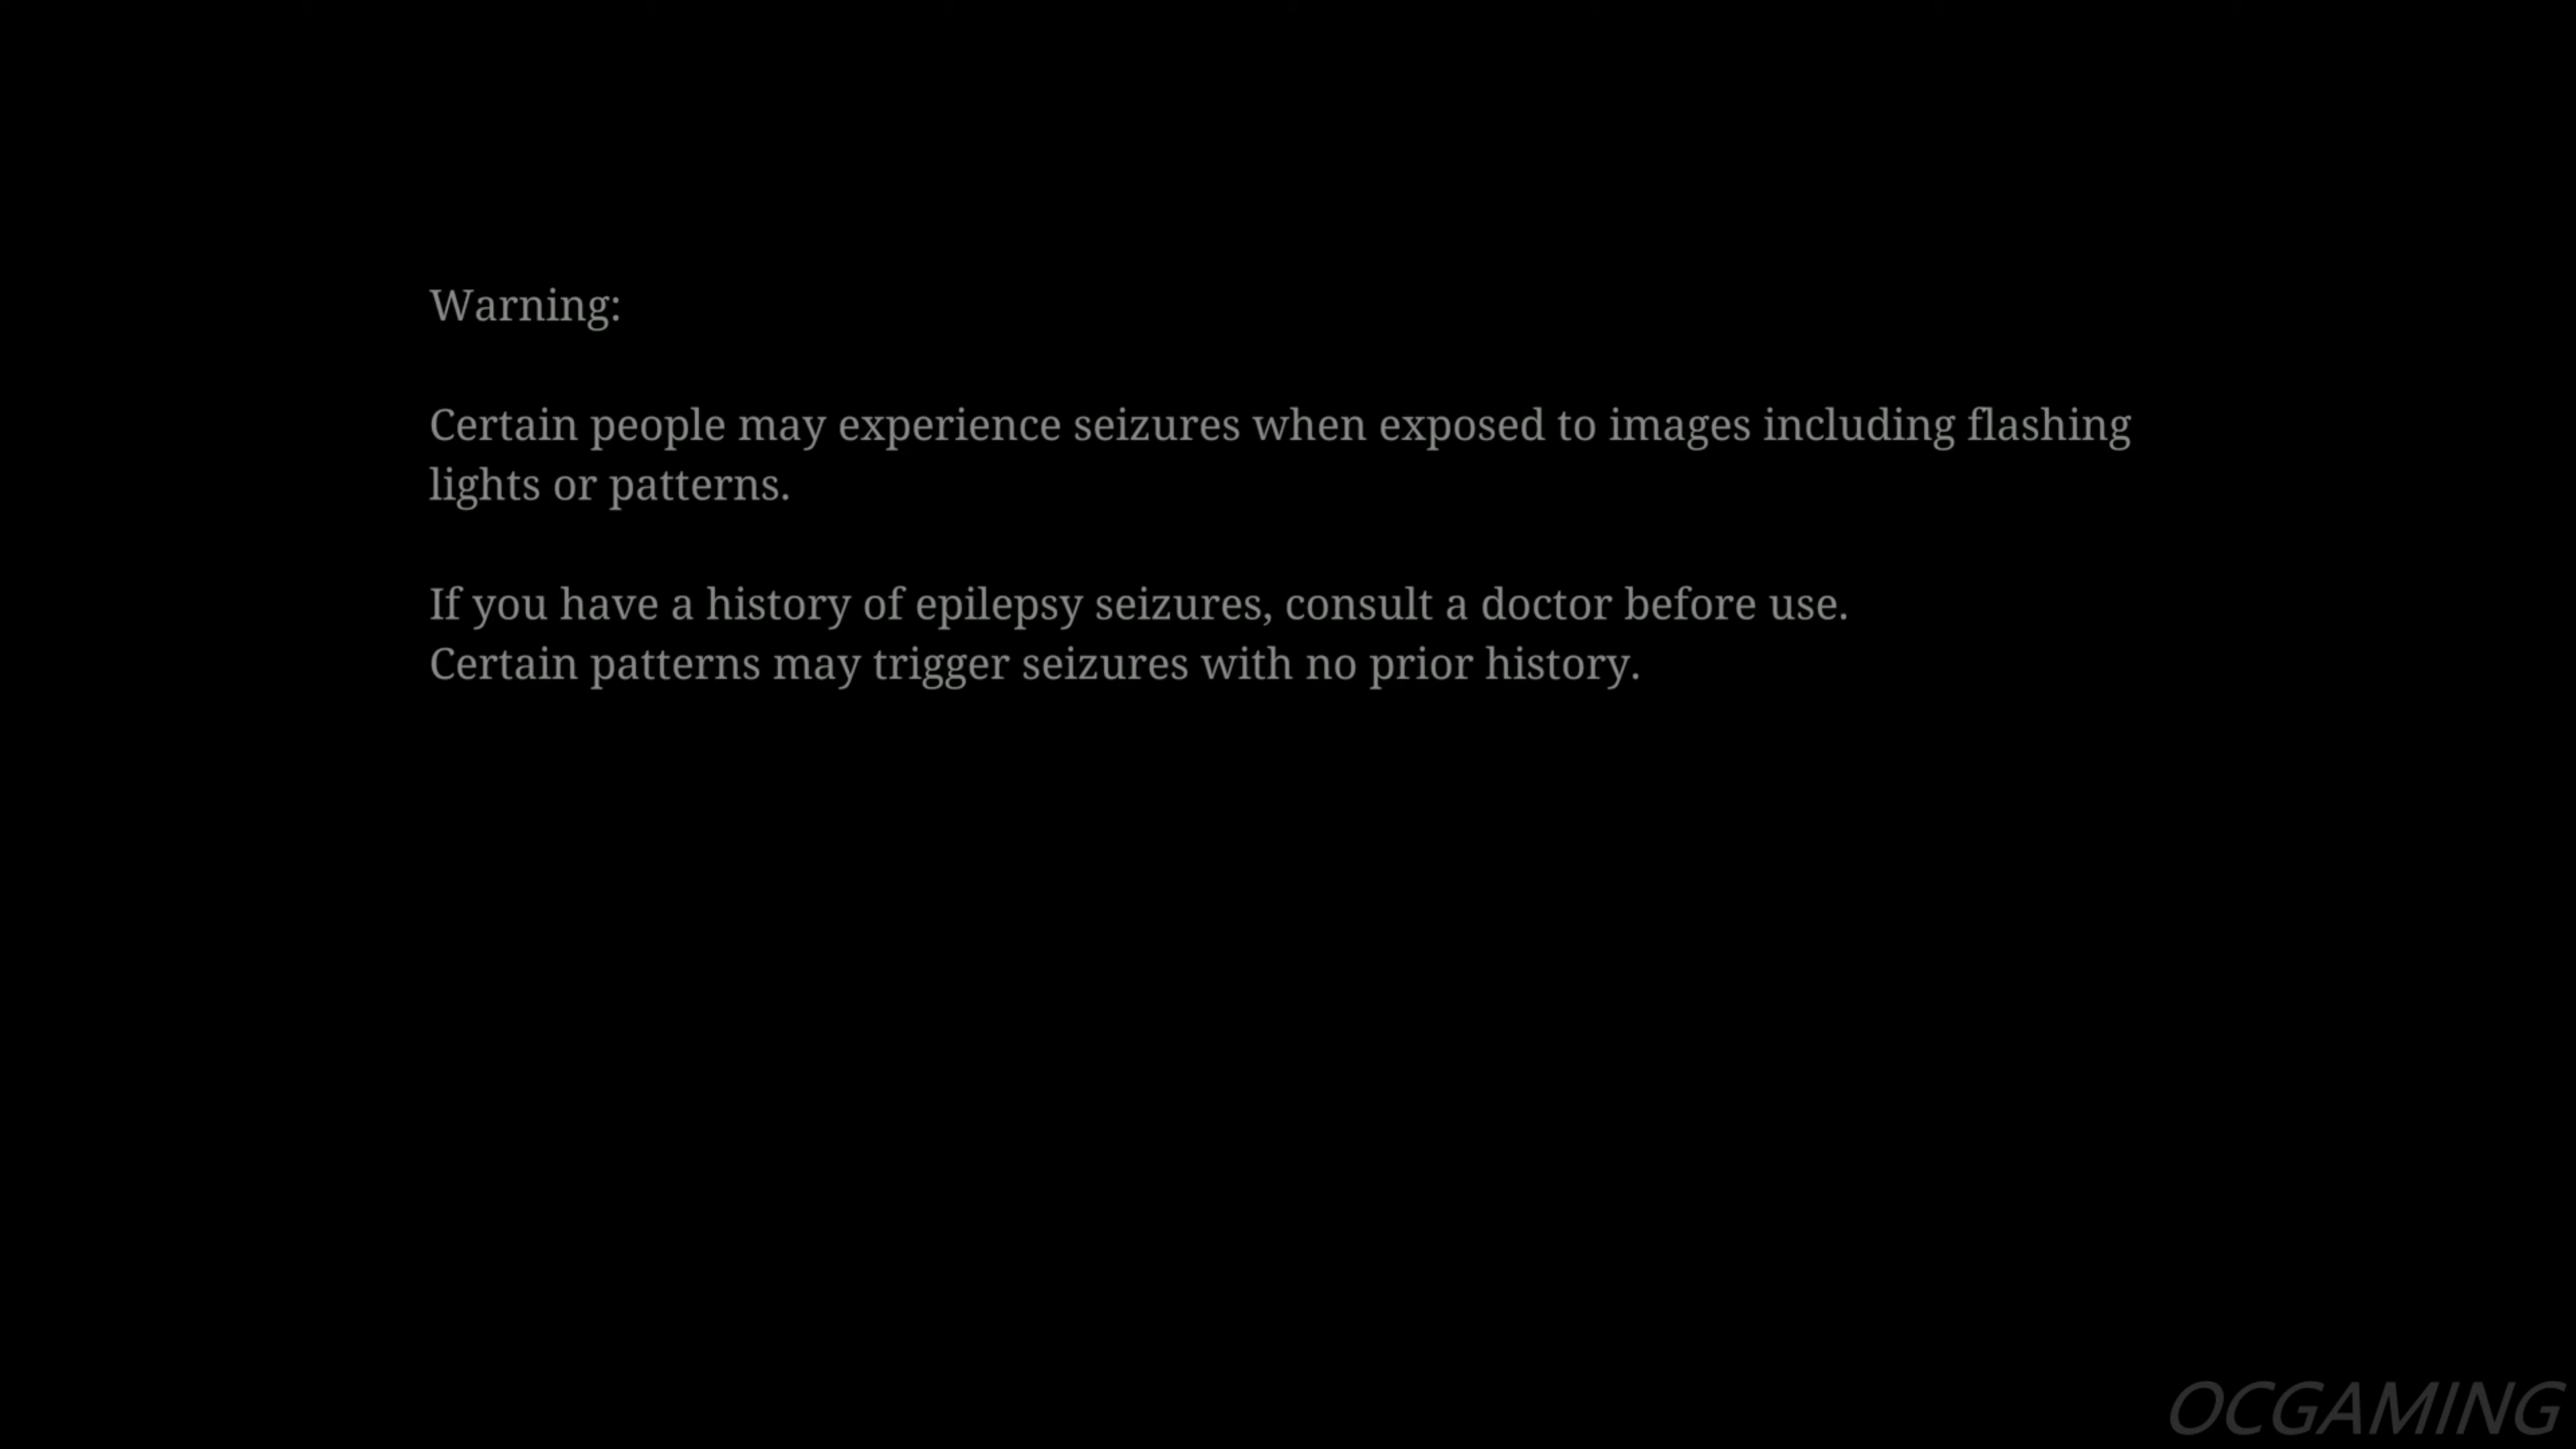 Warning:
Certain people may experience seizures when exposed to images including flashing
lights or patterns.
If you have a history of epilepsy seizures, consult a doctor before use.
Certain patterns may trigger seizures with no prior history.
OCGAMING